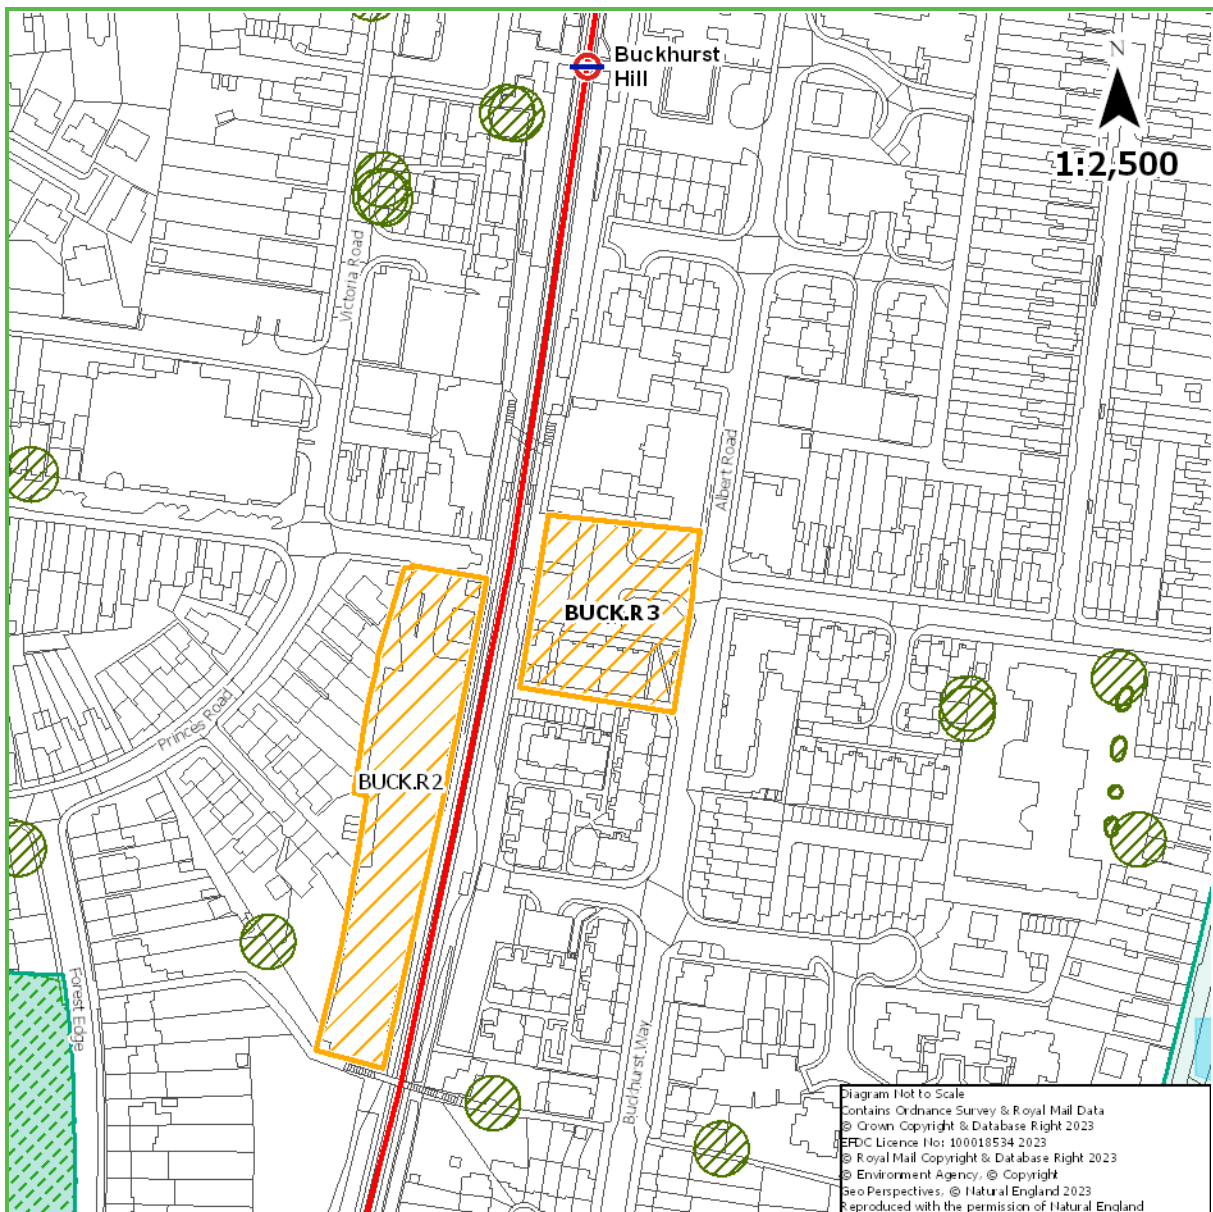 Buckhurst
Hill
N
1:2,500
Victoria Road
Albert Road
BUCK.R3
Princes Road
BUCK.R2
Forest Edge
Buckhurst Way
Diagram Not to Scale
Contains Ordnance Survey & Royal Mail Data
© Crown Copyright & Database Right 2023
EFDC Licence No: 100018534 2023
© Royal Mail Copyright & Database Right 2023
© Environment Agency, © Copyright
Geo Perspectives, © Natural England 2023
Reproduced with the permission of Natural England